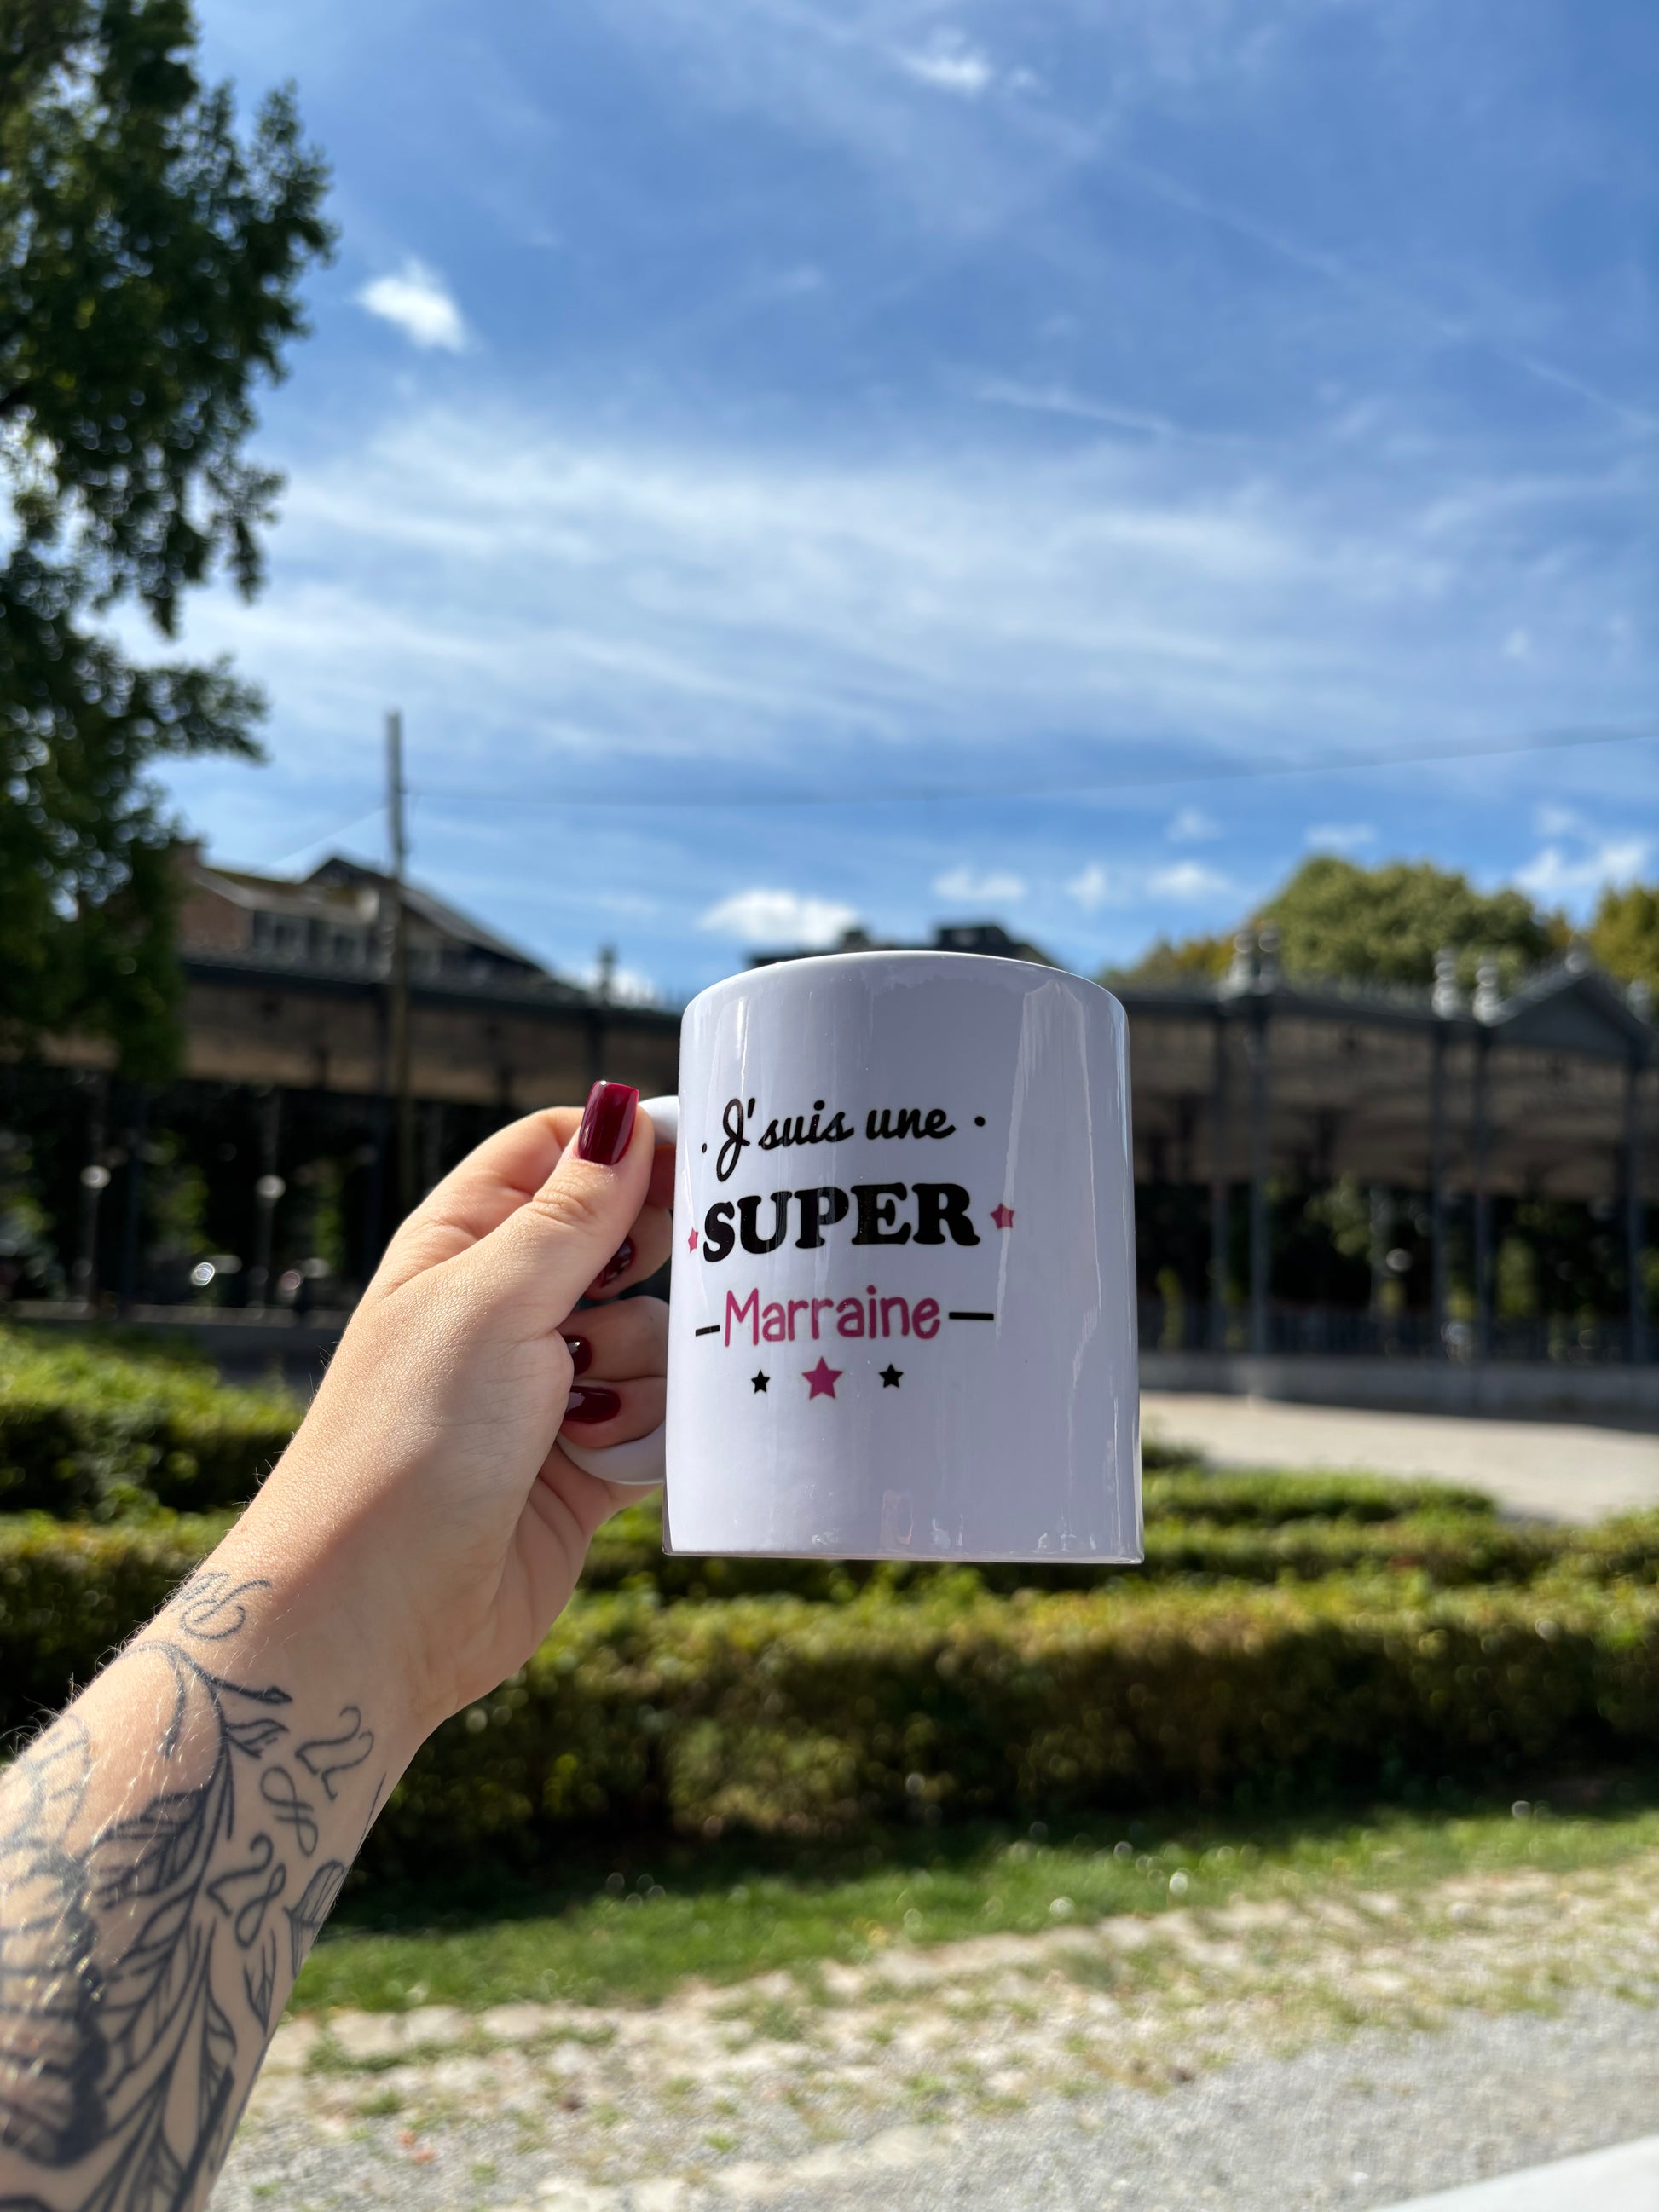 · J'suis une ·
SUPER
Marraine